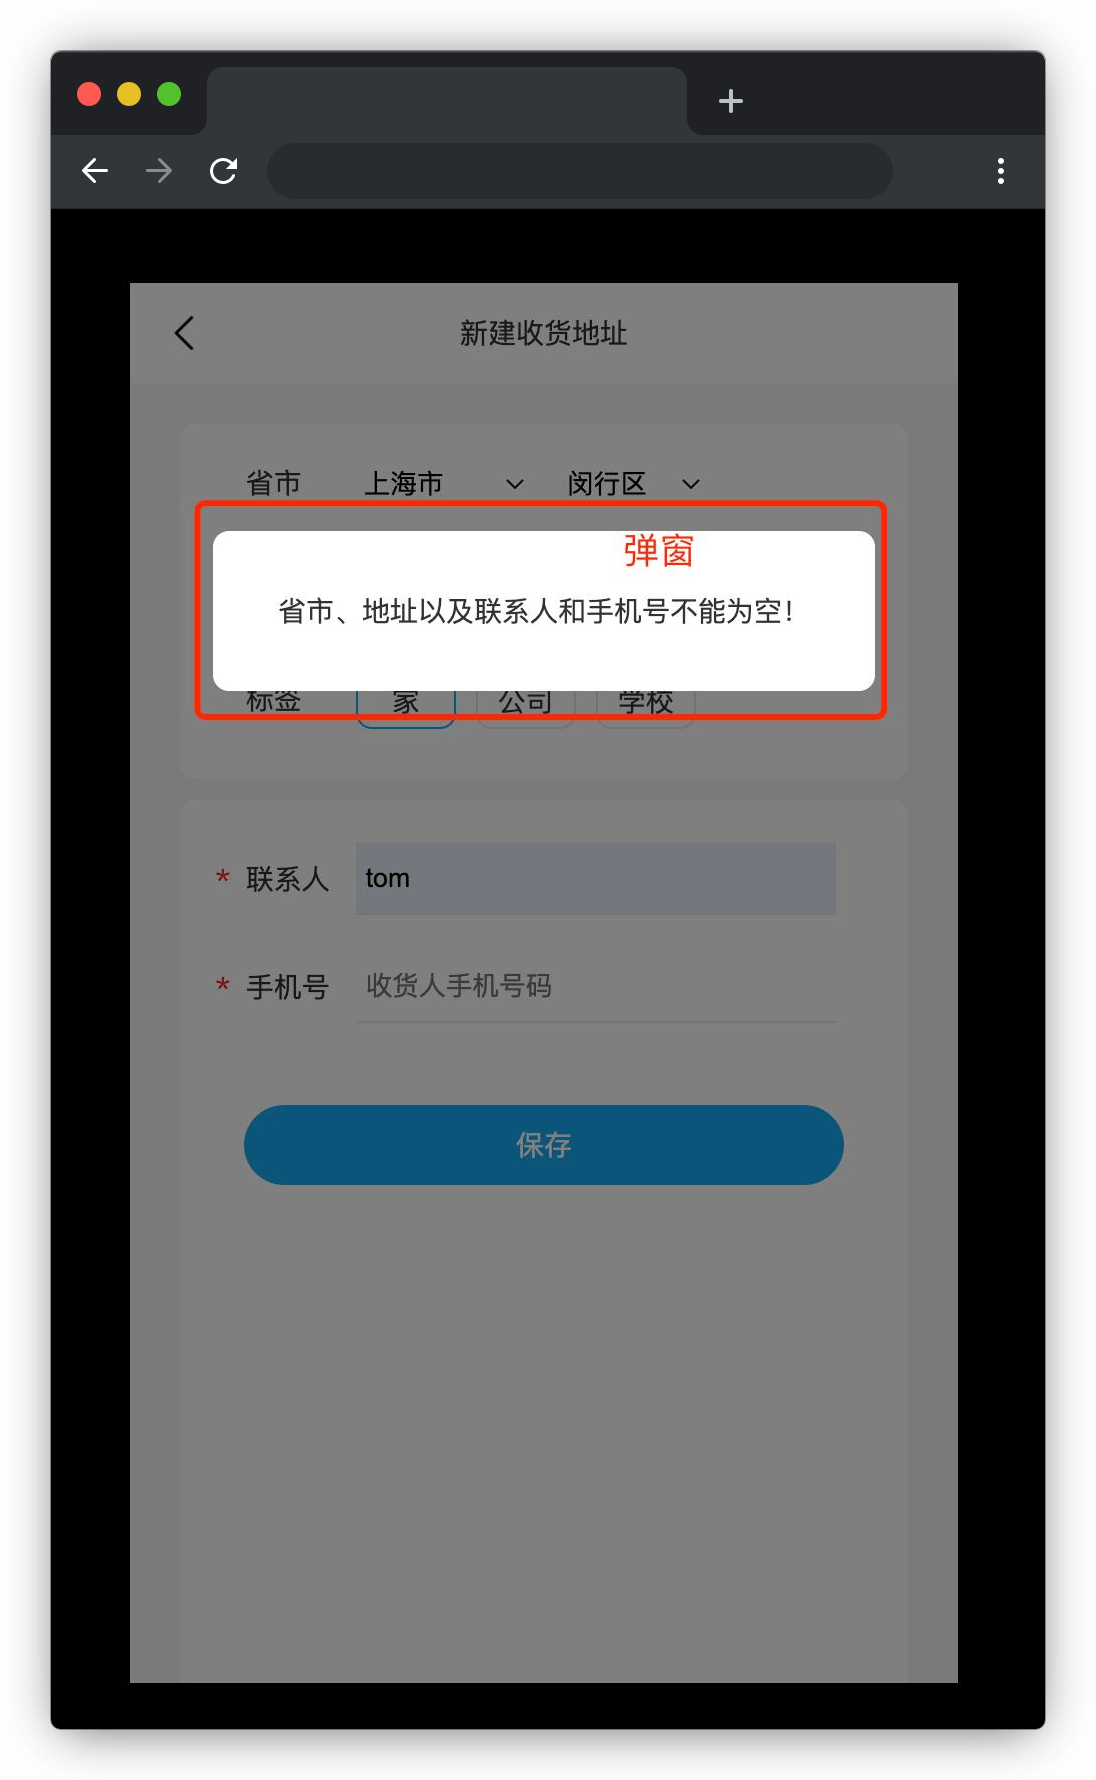 新建收货地址
省市 上海市 闵行区
弹窗
省市、地址以及联系人和手机号不能为空！
标签 家 公司 学校
* 联系人 tom
* 手机号 收货人手机号码
保存